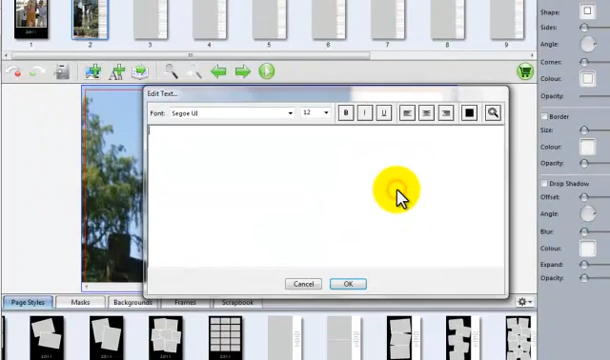 Shape:
1 2 3 4 5 6 7 8 9
Sides:
Angle:
Corner:
Colour:
Opacity:
Edit Text...
Font: Segoe UI 12 B I U
Border
Size:
Colour:
Opacity:
Drop Shadow
Offset:
Angle:
Blur:
Colour:
Expand:
Opacity:
Cancel OK
Page Styles Masks Backgrounds Frames Scrapbook